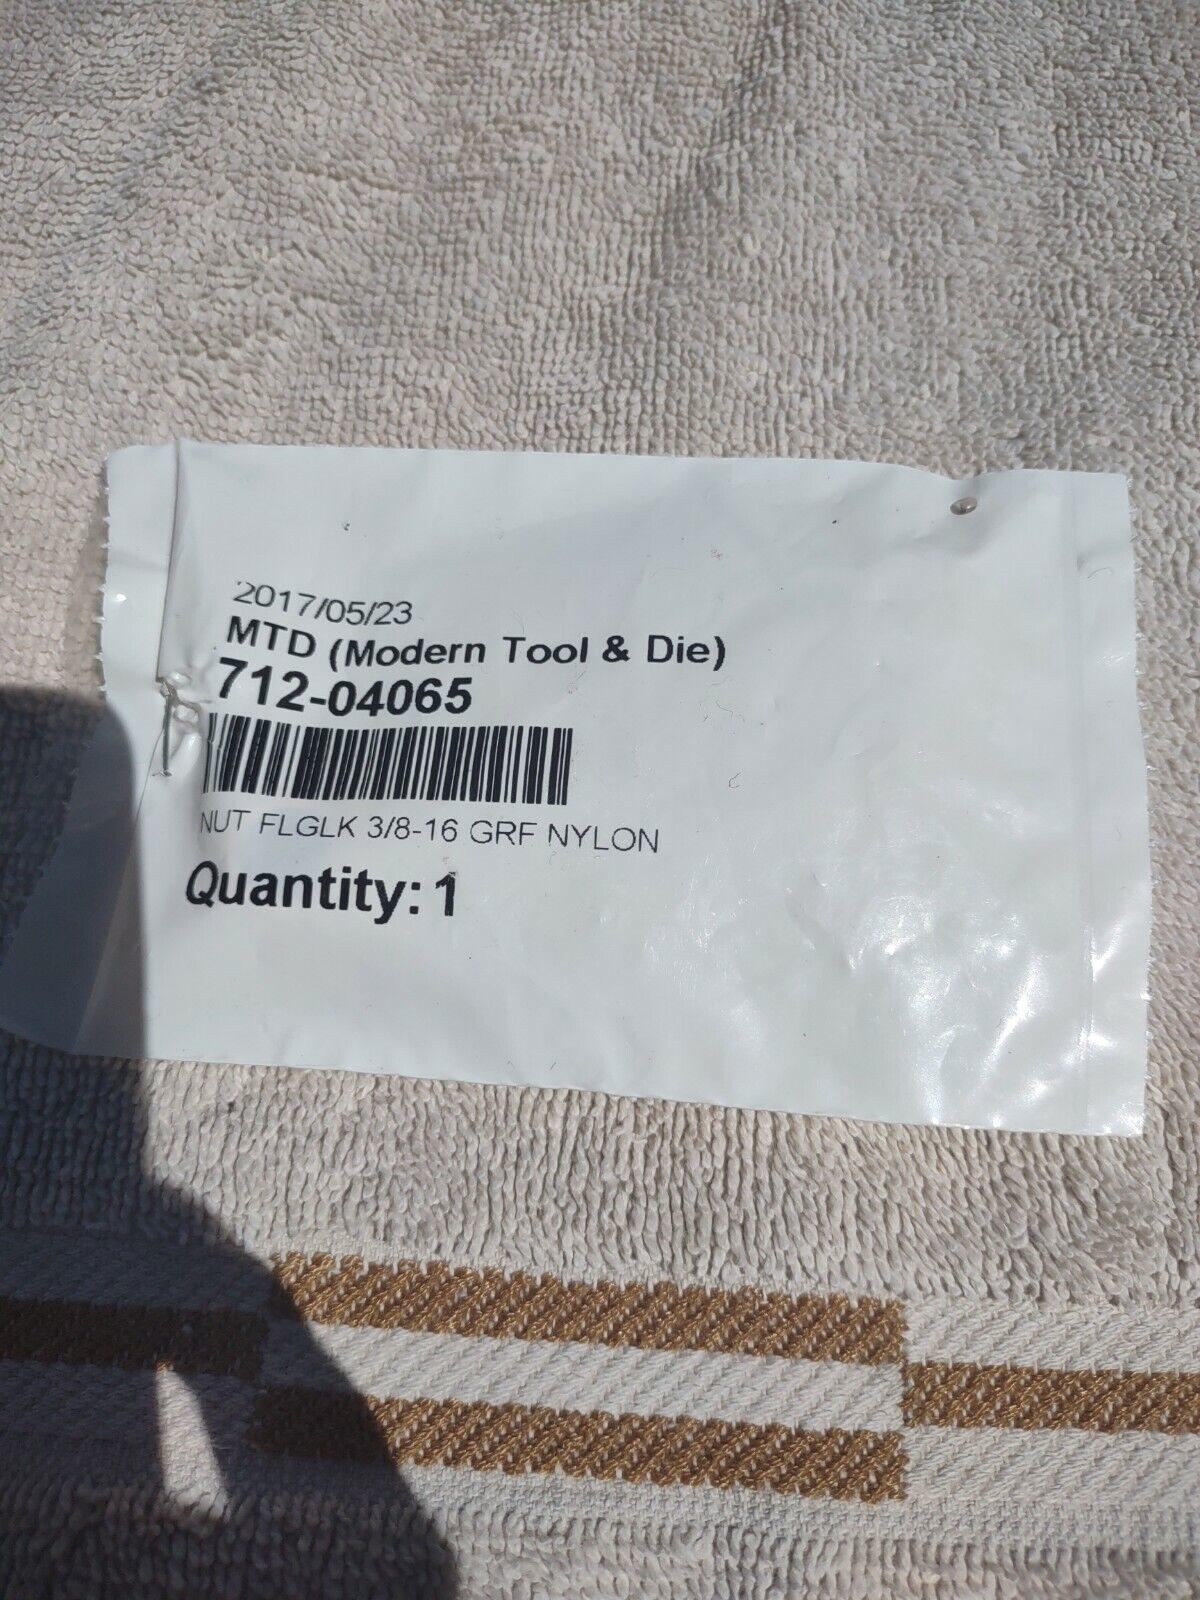 2017/05/23
MTD (Modern Tool & Die)
712-04065
NUT FLGLK 3/8-16 GRF NYLON
Quantity: 1